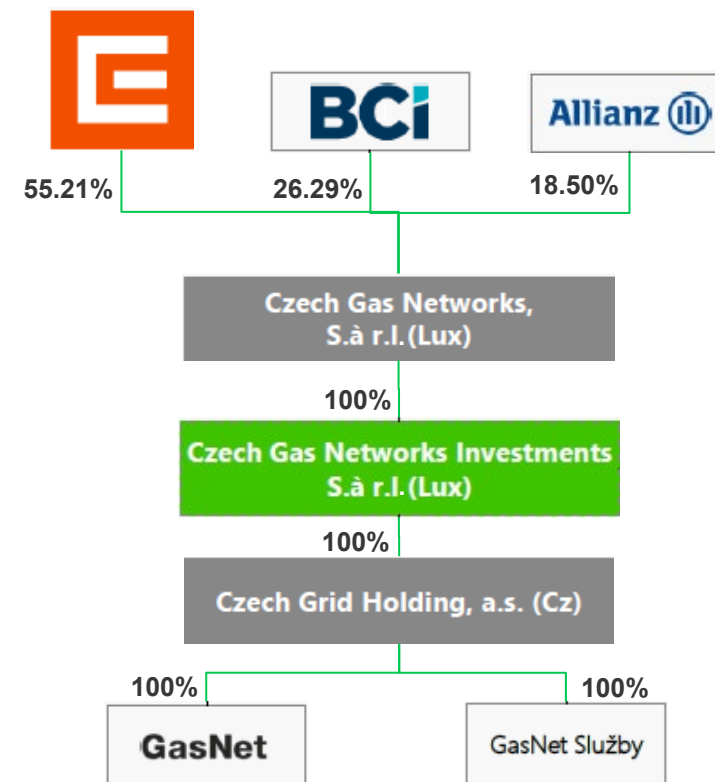 BCi
Allianz
55.21%
26.29%
18.50%
Czech Gas Networks,
S.à r.l.(Lux)
100%
Czech Gas Networks Investments
S.à r.l.(Lux)
100%
Czech Grid Holding, a.s. (Cz)
100%
100%
GasNet
GasNet Služby